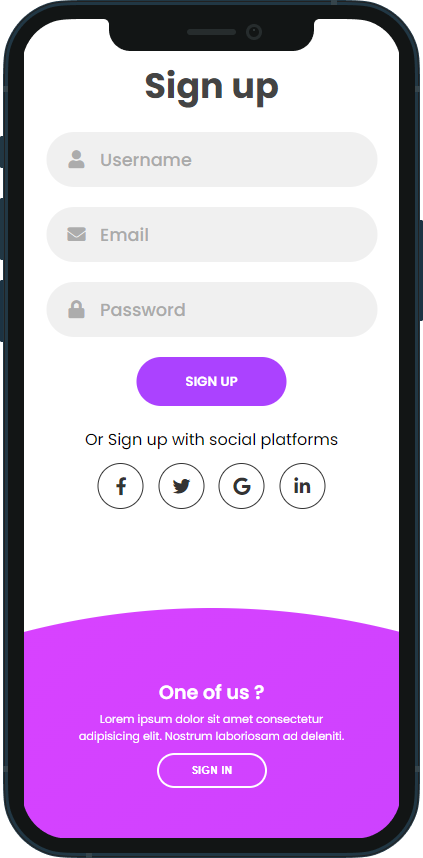 Sign up
Username
Email
Password
SIGN UP
Or Sign up with social platforms
One of us ?
Lorem ipsum dolor sit amet consectetur
adipisicing elit. Nostrum laboriosam ad deleniti.
SIGN IN